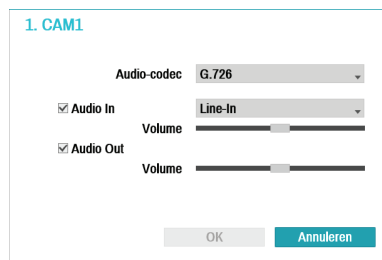 1. CAM1
Audio-codec G.726
Audio In Line-In
Volume
Audio Out
Volume
OK Annuleren